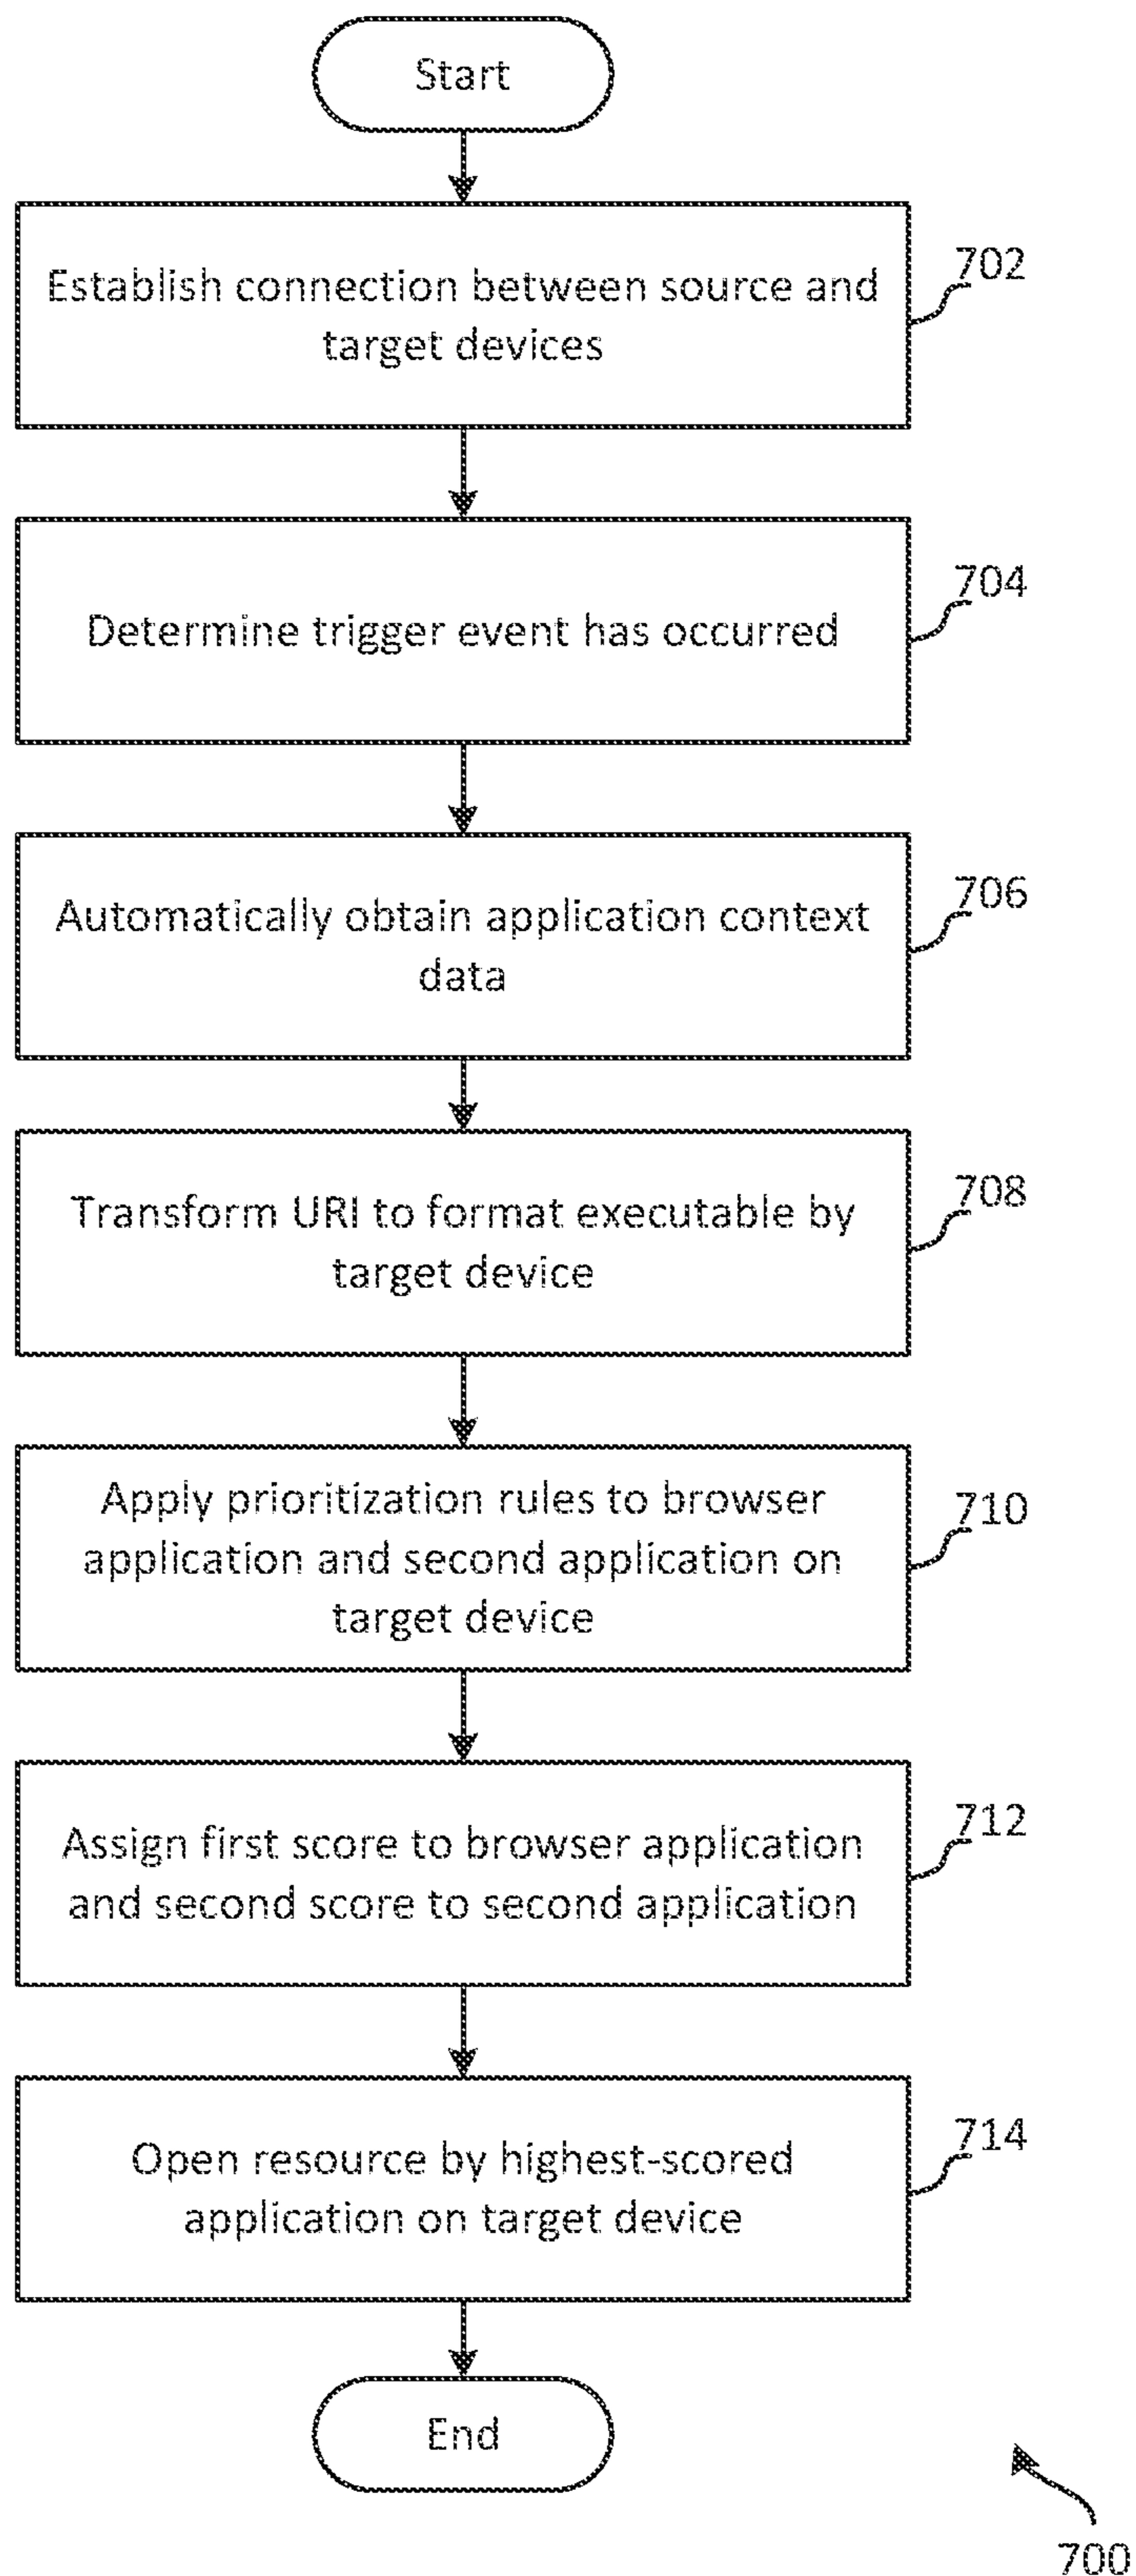 Start
Establish connection between source and
target devices
702
Determine trigger event has occurred
704
Automatically obtain application context
data
706
Transform URI to format executable by
target device
708
Apply prioritization rules to browser
application and second application on
target device
710
Assign first score to browser application
and second score to second application
712
Open resource by highest-scored
application on target device
714
End
700